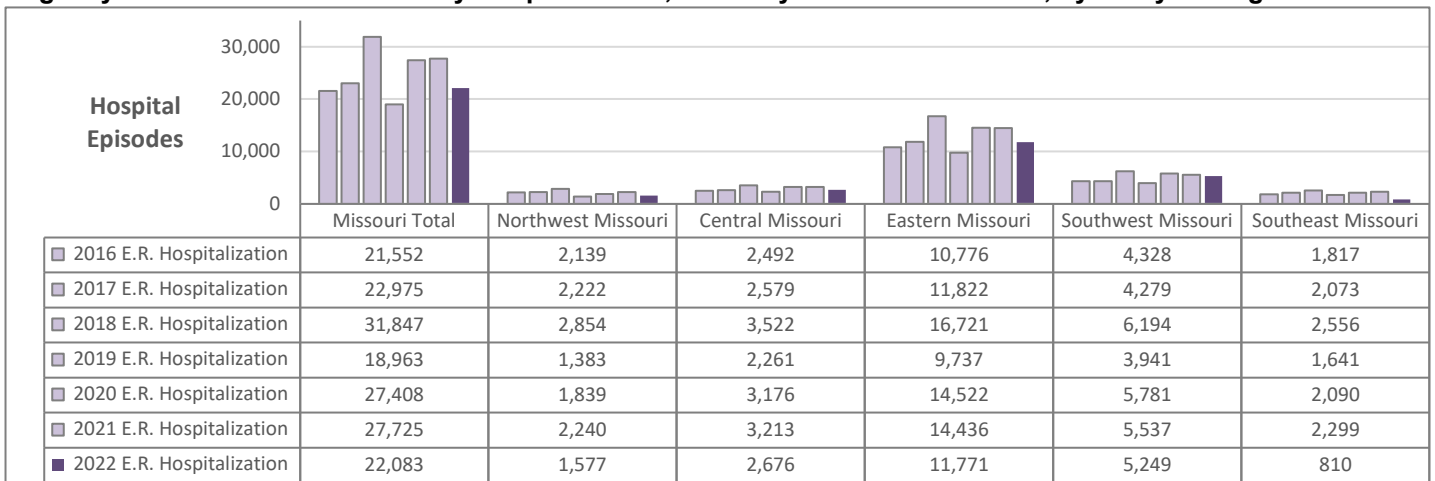 30,000
20,000
10,000
0
Hospital
Episodes
Missouri Total Northwest Missouri Central Missouri Eastern Missouri Southwest Missouri Southeast Missouri
2016 E.R. Hospitalization 21,552 2,139 2,492 10,776 4,328 1,817
2017 E.R. Hospitalization 22,975 2,222 2,579 11,822 4,279 2,073
2018 E.R. Hospitalization 31,847 2,854 3,522 16,721 6,194 2,556
2019 E.R. Hospitalization 18,963 1,383 2,261 9,737 3,941 1,641
2020 E.R. Hospitalization 27,408 1,839 3,176 14,522 5,781 2,090
2021 E.R. Hospitalization 27,725 2,240 3,213 14,436 5,537 2,299
2022 E.R. Hospitalization 22,083 1,577 2,676 11,771 5,249 810